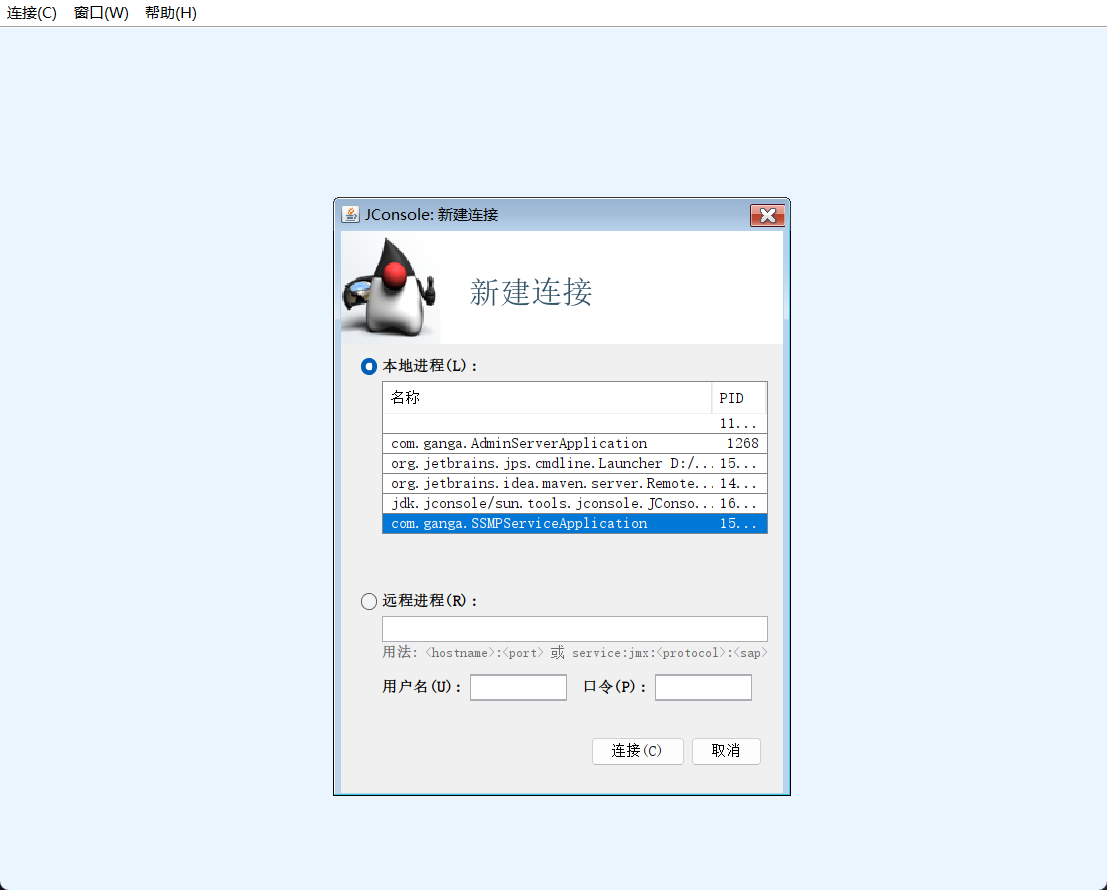 连接(C) 窗口(W) 帮助(H)
JConsole: 新建连接
新建连接
本地进程(L):
名称 PID
11...
com.ganga.AdminServerApplication 1268
org.jetbrains.jps.cmdline.Launcher D:/... 15...
org.jetbrains.idea.maven.server.Remote... 14...
jdk.jconsole/sun.tools.jconsole.JConso... 16...
com.ganga.SSMPServiceApplication 15...
远程进程(R):
用法: <hostname>:<port> 或 service:jmx:<protocol>:<sap>
用户名(U): 口令(P):
连接(C) 取消